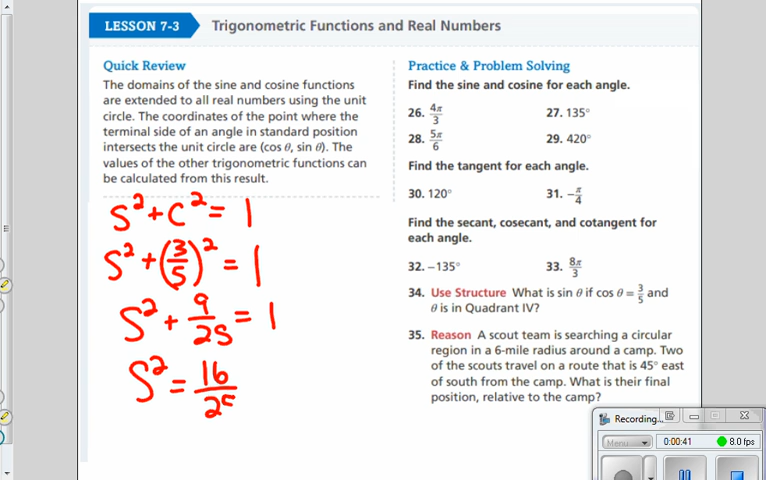 LESSON 7-3 Trigonometric Functions and Real Numbers
Quick Review
The domains of the sine and cosine functions
are extended to all real numbers using the unit
circle. The coordinates of the point where the
terminal side of an angle in standard position
intersects the unit circle are (cos θ, sin θ). The
values of the other trigonometric functions can
be calculated from this result.
S² + C² = 1
S² + (3/5)² = 1
S² + 9/25 = 1
S² = 16/25
Practice & Problem Solving
Find the sine and cosine for each angle.
26. 4π/3 27. 135°
28. 5π/6 29. 420°
Find the tangent for each angle.
30. 120° 31. −π/4
Find the secant, cosecant, and cotangent for
each angle.
32. −135° 33. 8π/3
34. Use Structure What is sin θ if cos θ = 3/5 and
θ is in Quadrant IV?
35. Reason A scout team is searching a circular
region in a 6-mile radius around a camp. Two
of the scouts travel on a route that is 45° east
of south from the camp. What is their final
position, relative to the camp?
Recording...
Menu 0:00:41 8.0 fps